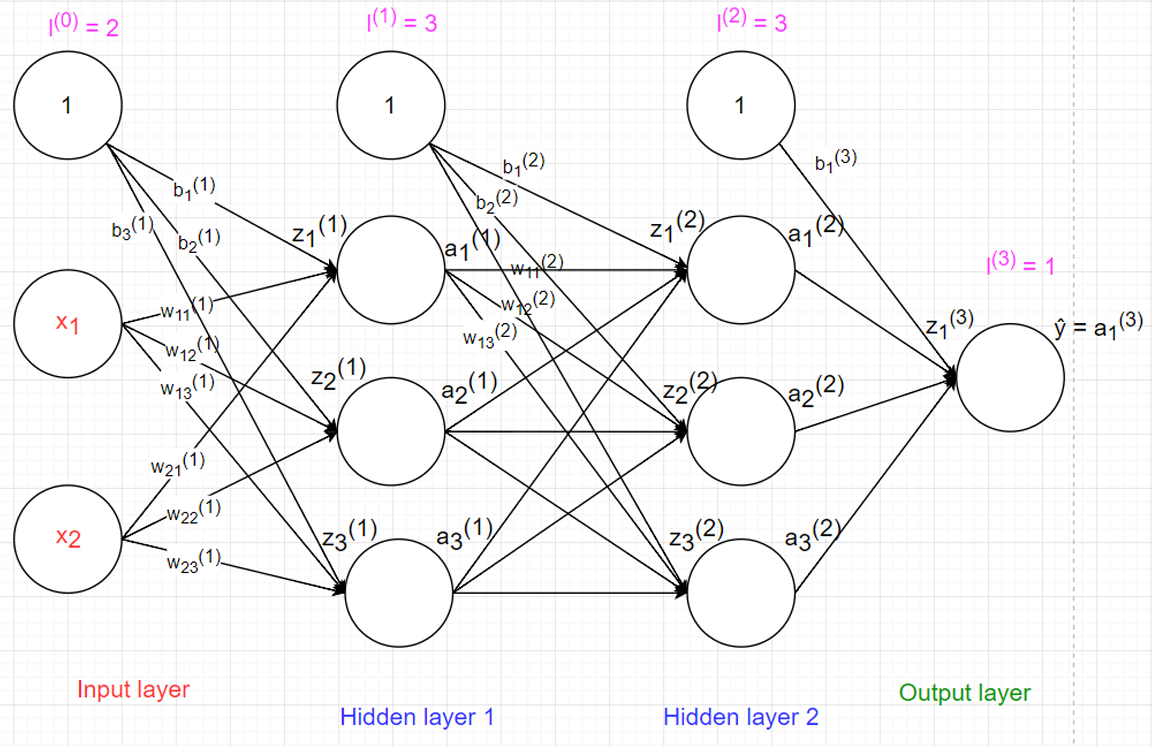 l⁽⁰⁾ = 2
l⁽¹⁾ = 3
l⁽²⁾ = 3
1
1
1
b₁⁽¹⁾
b₂⁽¹⁾
b₃⁽¹⁾
b₁⁽²⁾
b₂⁽²⁾
b₁⁽³⁾
z₁⁽¹⁾
a₁⁽¹⁾
z₁⁽²⁾
a₁⁽²⁾
l⁽³⁾ = 1
x₁
w₁₁⁽¹⁾
w₁₂⁽¹⁾
w₁₃⁽¹⁾
w₁₁⁽²⁾
w₁₂⁽²⁾
w₁₃⁽²⁾
z₁⁽³⁾
ŷ = a₁⁽³⁾
z₂⁽¹⁾
a₂⁽¹⁾
z₂⁽²⁾
a₂⁽²⁾
w₂₁⁽¹⁾
w₂₂⁽¹⁾
w₂₃⁽¹⁾
x₂
z₃⁽¹⁾
a₃⁽¹⁾
z₃⁽²⁾
a₃⁽²⁾
Input layer
Hidden layer 1
Hidden layer 2
Output layer